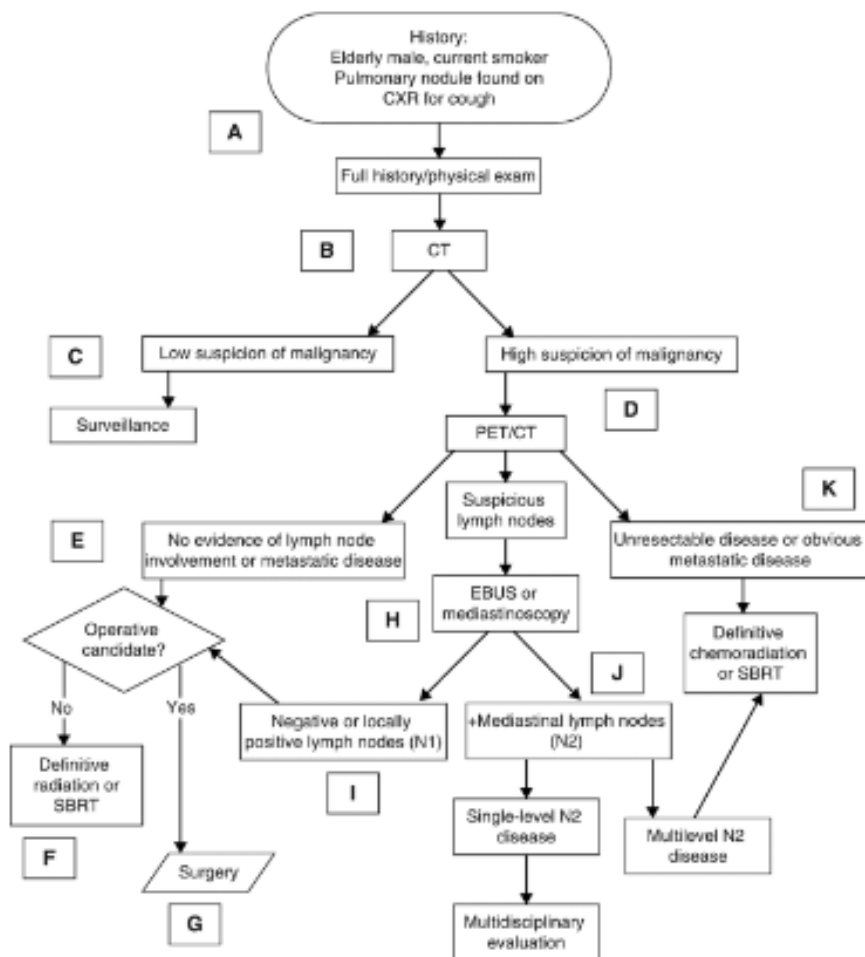 History:
Elderly male, current smoker
Pulmonary nodule found on
CXR for cough
A
Full history/physical exam
B
CT
C
Low suspicion of malignancy
High suspicion of malignancy
D
Surveillance
PET/CT
K
Suspicious
lymph nodes
E
No evidence of lymph node
involvement or metastatic disease
Unresectable disease or obvious
metastatic disease
H
EBUS or
mediastinoscopy
Operative
candidate?
Definitive
chemoradiation
or SBRT
J
No
Yes
Negative or locally
positive lymph nodes (N1)
+Mediastinal lymph nodes
(N2)
I
Definitive
radiation or
SBRT
F
Single-level N2
disease
Multilevel N2
disease
Surgery
G
Multidisciplinary
evaluation